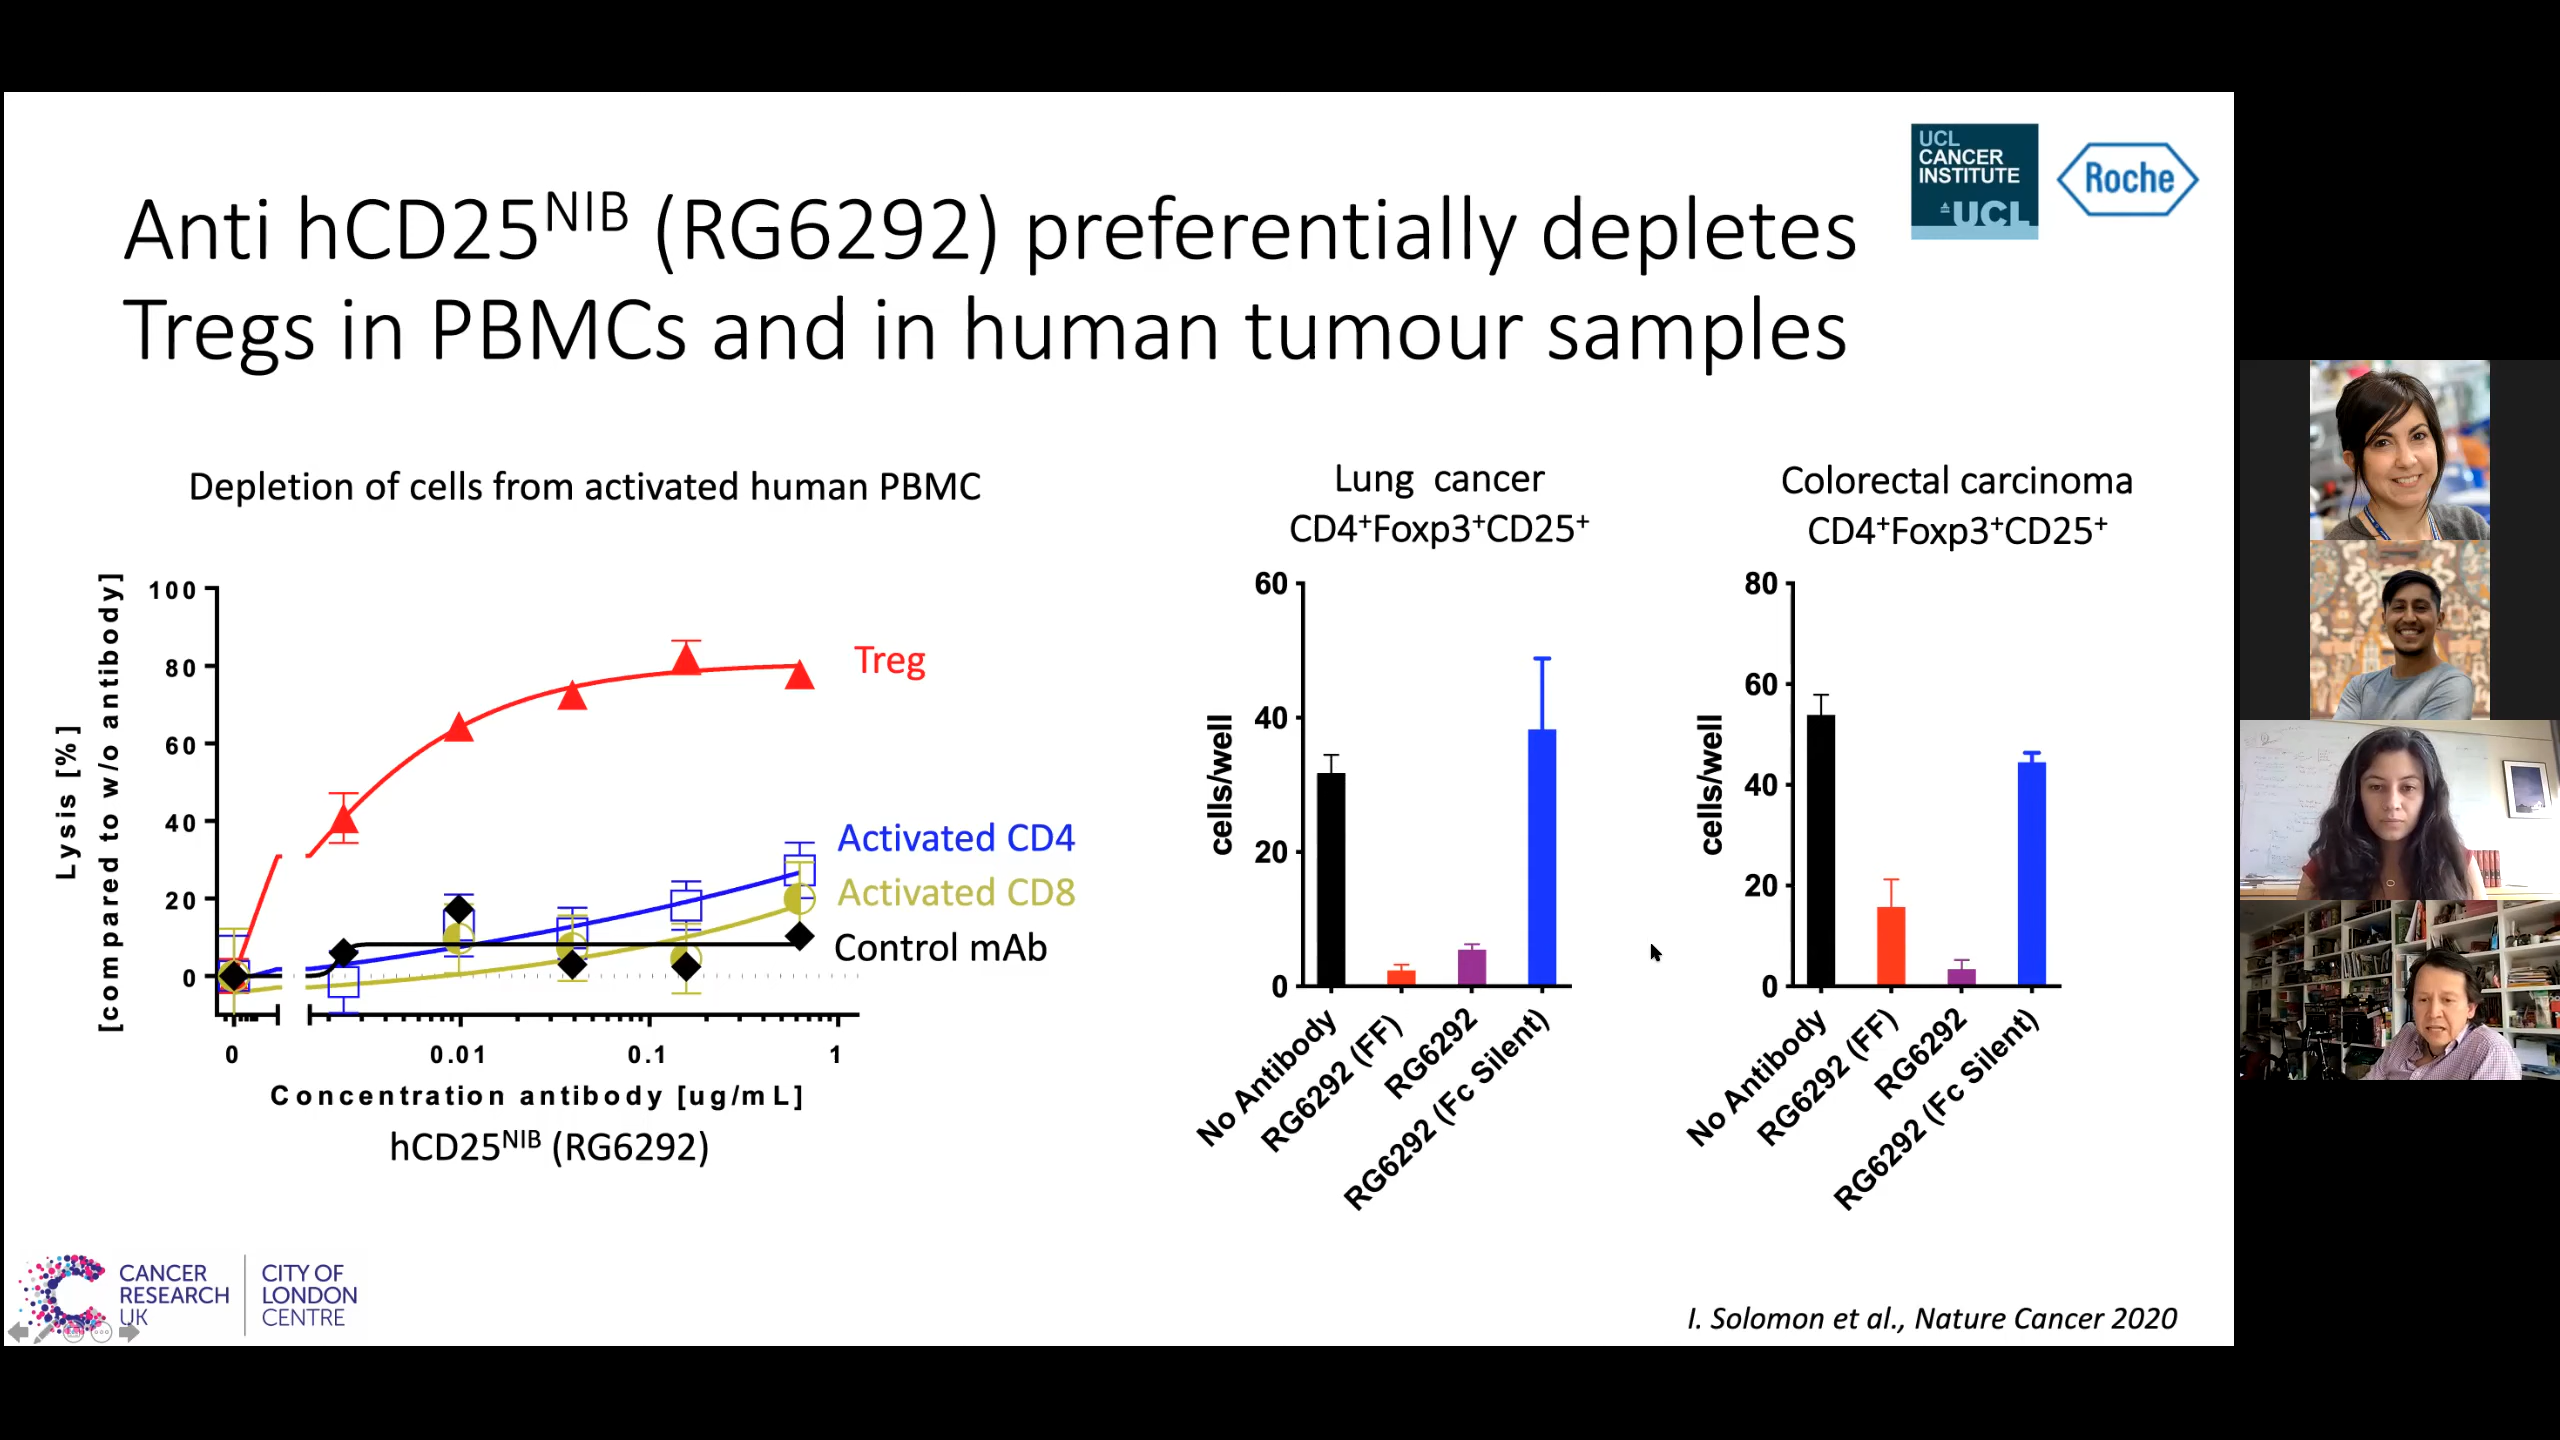 UCL
CANCER
INSTITUTE
UCL
Roche
Anti hCD25ᴺᴵᴮ (RG6292) preferentially depletes
Tregs in PBMCs and in human tumour samples
Depletion of cells from activated human PBMC
Lysis [%]
[compared to w/o antibody]
100
80
60
40
20
0
Treg
Activated CD4
Activated CD8
Control mAb
0
0.01
0.1
1
Concentration antibody [ug/mL]
hCD25ᴺᴵᴮ (RG6292)
Lung cancer
CD4⁺Foxp3⁺CD25⁺
cells/well
60
40
20
0
No Antibody
RG6292 (FF)
RG6292
RG6292 (Fc Silent)
Colorectal carcinoma
CD4⁺Foxp3⁺CD25⁺
cells/well
80
60
40
20
0
No Antibody
RG6292 (FF)
RG6292
RG6292 (Fc Silent)
CANCER
RESEARCH
UK
CITY OF
LONDON
CENTRE
I. Solomon et al., Nature Cancer 2020